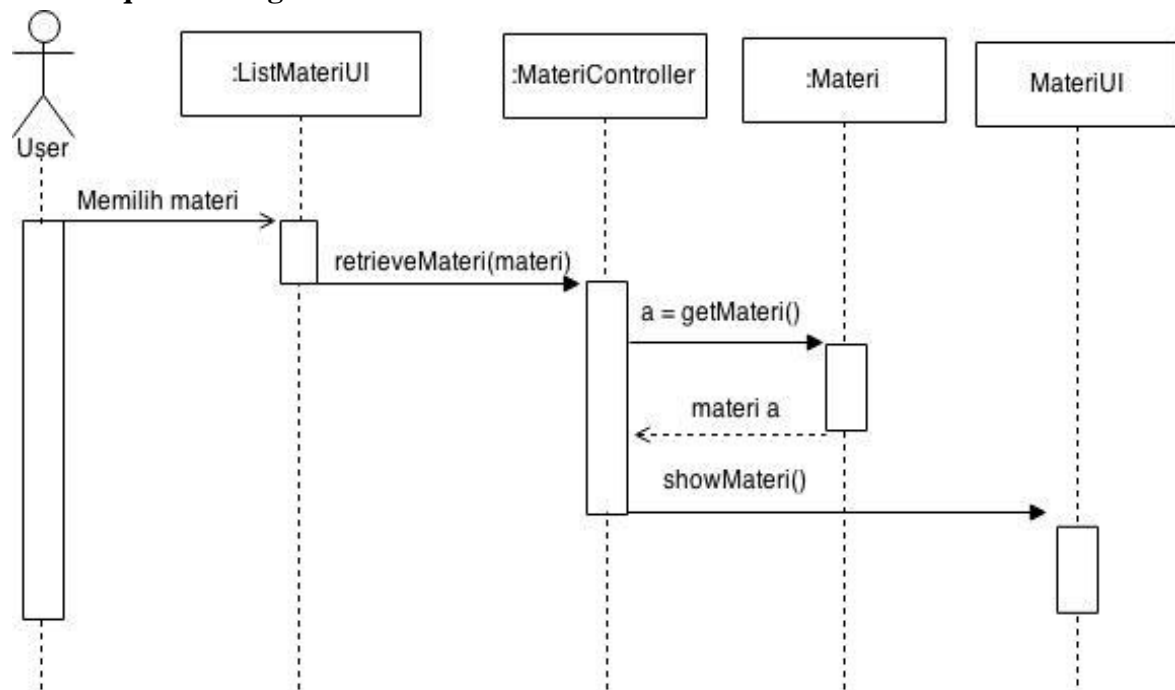 :ListMateriUI
:MateriController
:Materi
MateriUI
User
Memilih materi
retrieveMateri(materi)
a = getMateri()
materi a
showMateri()